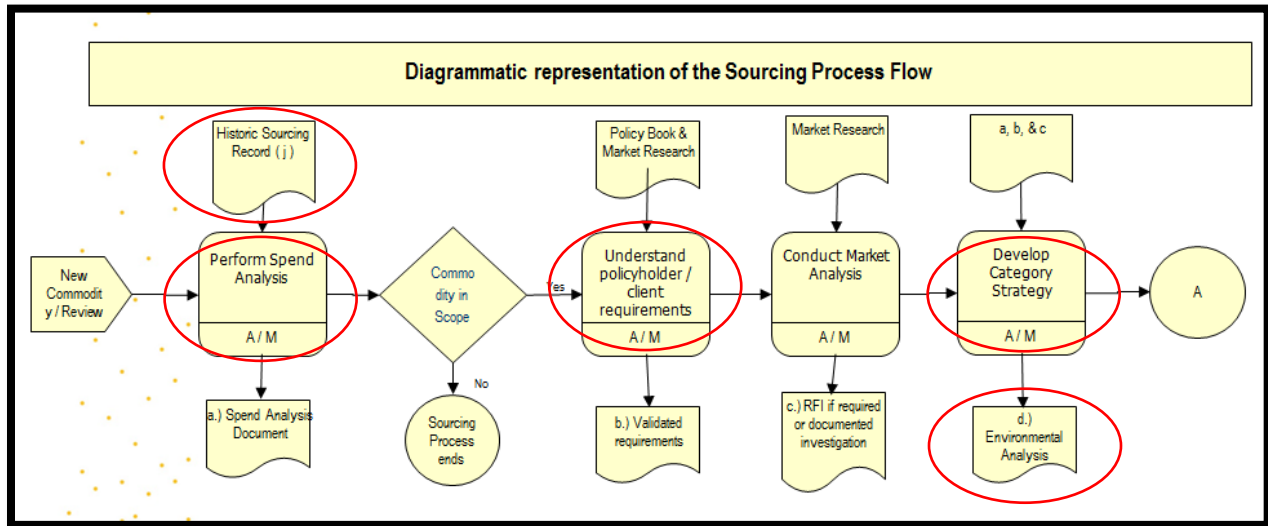 Diagrammatic representation of the Sourcing Process Flow
Historic Sourcing
Record ( j )
Policy Book &
Market Research
Market Research
a, b, & c
New
Commodit
y / Review
Perform Spend
Analysis
A / M
Commo
dity in
Scope
Yes
No
Understand
policyholder /
client
requirements
A / M
Conduct Market
Analysis
A / M
Develop
Category
Strategy
A / M
A
a.) Spend Analysis
Document
Sourcing
Process
ends
b.) Validated
requirements
c.) RFI if required
or documented
investigation
d.)
Environmental
Analysis